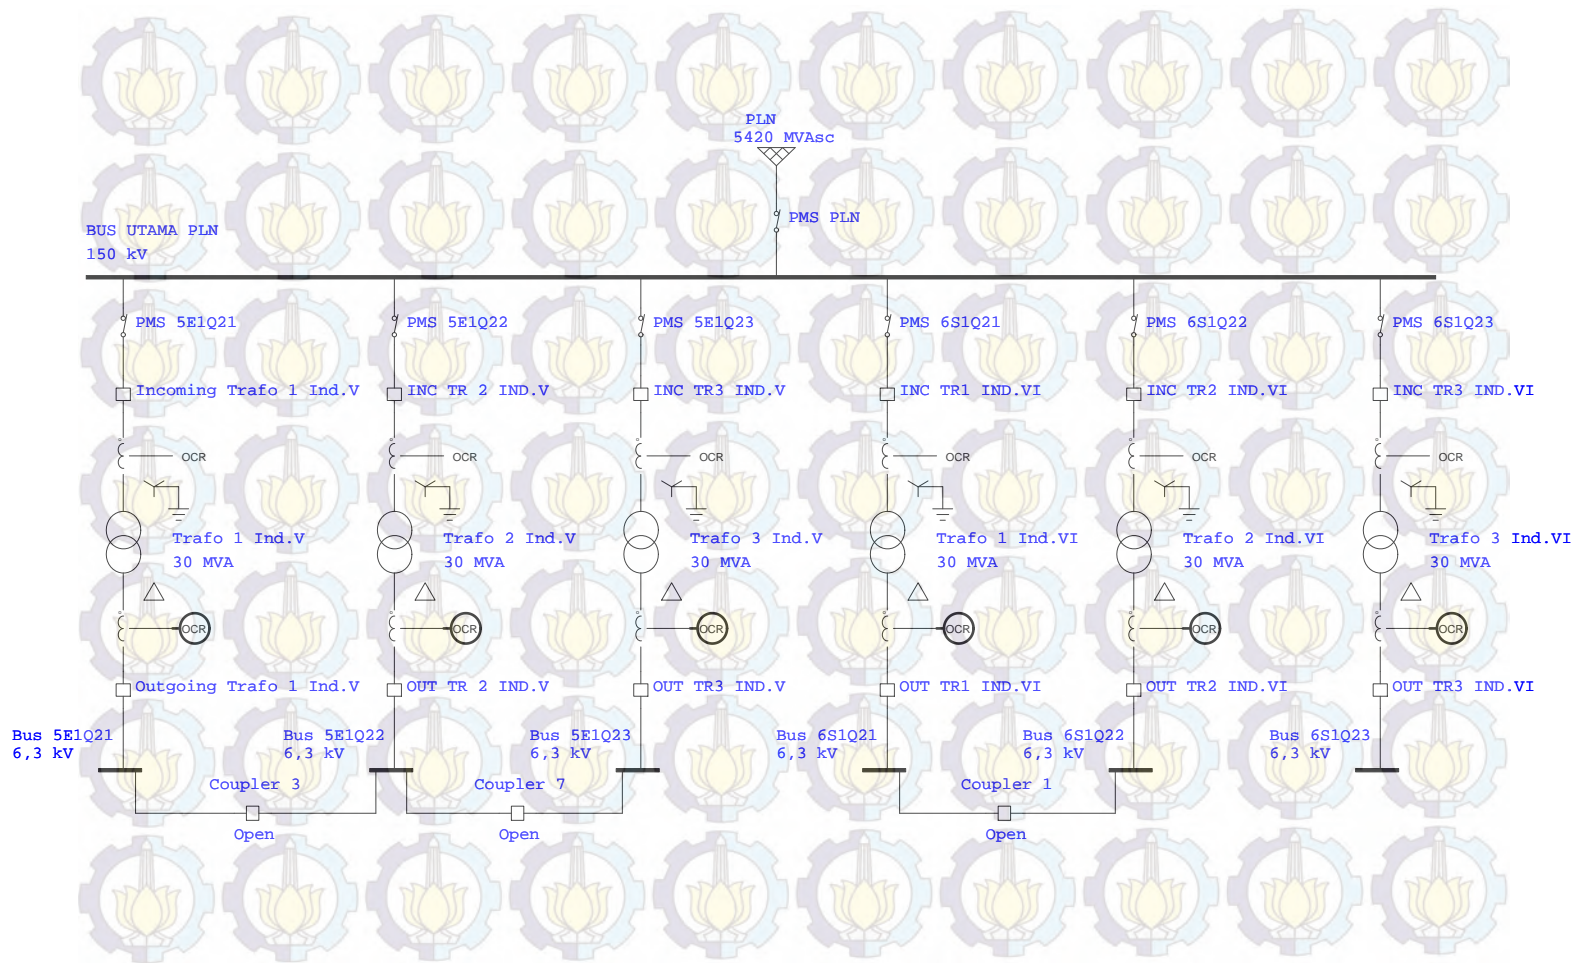 PLN
5420 MVAsc
PMS PLN
BUS UTAMA PLN
150 kV
PMS 5E1Q21
PMS 5E1Q22
PMS 5E1Q23
PMS 6S1Q21
PMS 6S1Q22
PMS 6S1Q23
Incoming Trafo 1 Ind.V
INC TR 2 IND.V
INC TR3 IND.V
INC TR1 IND.VI
INC TR2 IND.VI
INC TR3 IND.VI
OCR
OCR
OCR
OCR
OCR
OCR
Trafo 1 Ind.V
30 MVA
Trafo 2 Ind.V
30 MVA
Trafo 3 Ind.V
30 MVA
Trafo 1 Ind.VI
30 MVA
Trafo 2 Ind.VI
30 MVA
Trafo 3 Ind.VI
30 MVA
OCR
OCR
OCR
OCR
OCR
OCR
Outgoing Trafo 1 Ind.V
OUT TR 2 IND.V
OUT TR3 IND.V
OUT TR1 IND.VI
OUT TR2 IND.VI
OUT TR3 IND.VI
Bus 5E1Q21
6,3 kV
Bus 5E1Q22
6,3 kV
Bus 5E1Q23
6,3 kV
Bus 6S1Q21
6,3 kV
Bus 6S1Q22
6,3 kV
Bus 6S1Q23
6,3 kV
Coupler 3
Coupler 7
Coupler 1
Open
Open
Open